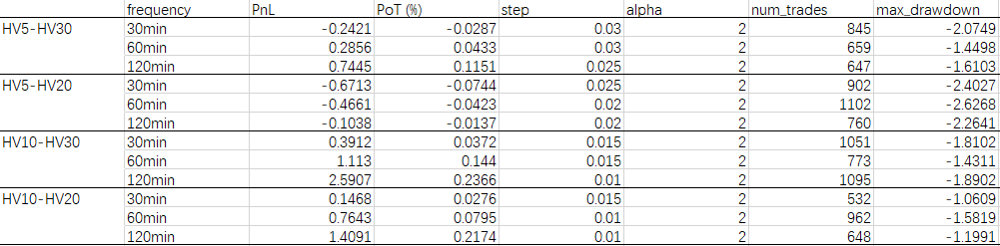 frequency PnL PoT (%) step alpha num_trades max_drawdown
HV5-HV30 30min -0.2421 -0.0287 0.03 2 845 -2.0749
60min 0.2856 0.0433 0.03 2 659 -1.4498
120min 0.7445 0.1151 0.025 2 647 -1.6103
HV5-HV20 30min -0.6713 -0.0744 0.025 2 902 -2.4027
60min -0.4661 -0.0423 0.02 2 1102 -2.6268
120min -0.1038 -0.0137 0.02 2 760 -2.2641
HV10-HV30 30min 0.3912 0.0372 0.015 2 1051 -1.8102
60min 1.113 0.144 0.015 2 773 -1.4311
120min 2.5907 0.2366 0.01 2 1095 -1.8902
HV10-HV20 30min 0.1468 0.0276 0.015 2 532 -1.0609
60min 0.7643 0.0795 0.01 2 962 -1.5819
120min 1.4091 0.2174 0.01 2 648 -1.1991